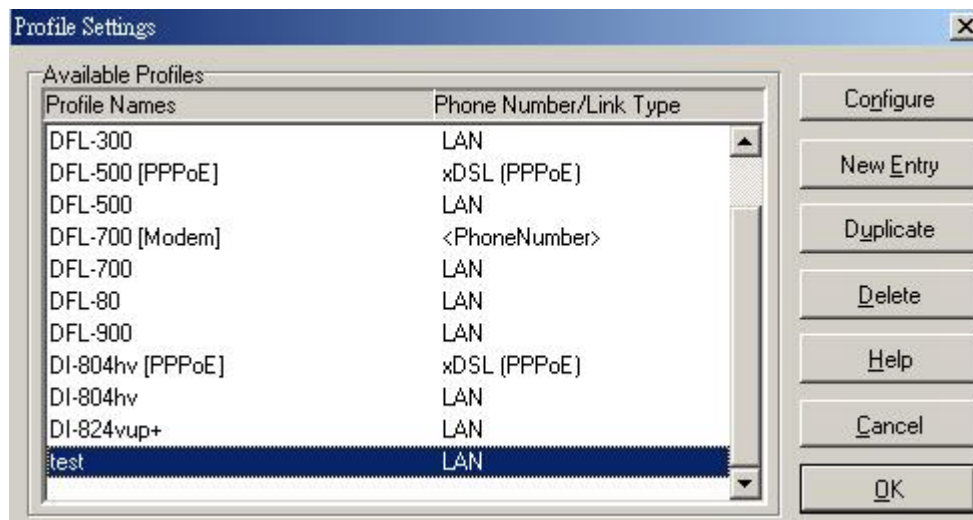 Profile Settings
Available Profiles
Profile Names Phone Number/Link Type
DFL-300 LAN
DFL-500 [PPPoE] xDSL (PPPoE)
DFL-500 LAN
DFL-700 [Modem] <PhoneNumber>
DFL-700 LAN
DFL-80 LAN
DFL-900 LAN
DI-804hv [PPPoE] xDSL (PPPoE)
DI-804hv LAN
DI-824vup+ LAN
test LAN
Configure
New Entry
Duplicate
Delete
Help
Cancel
OK